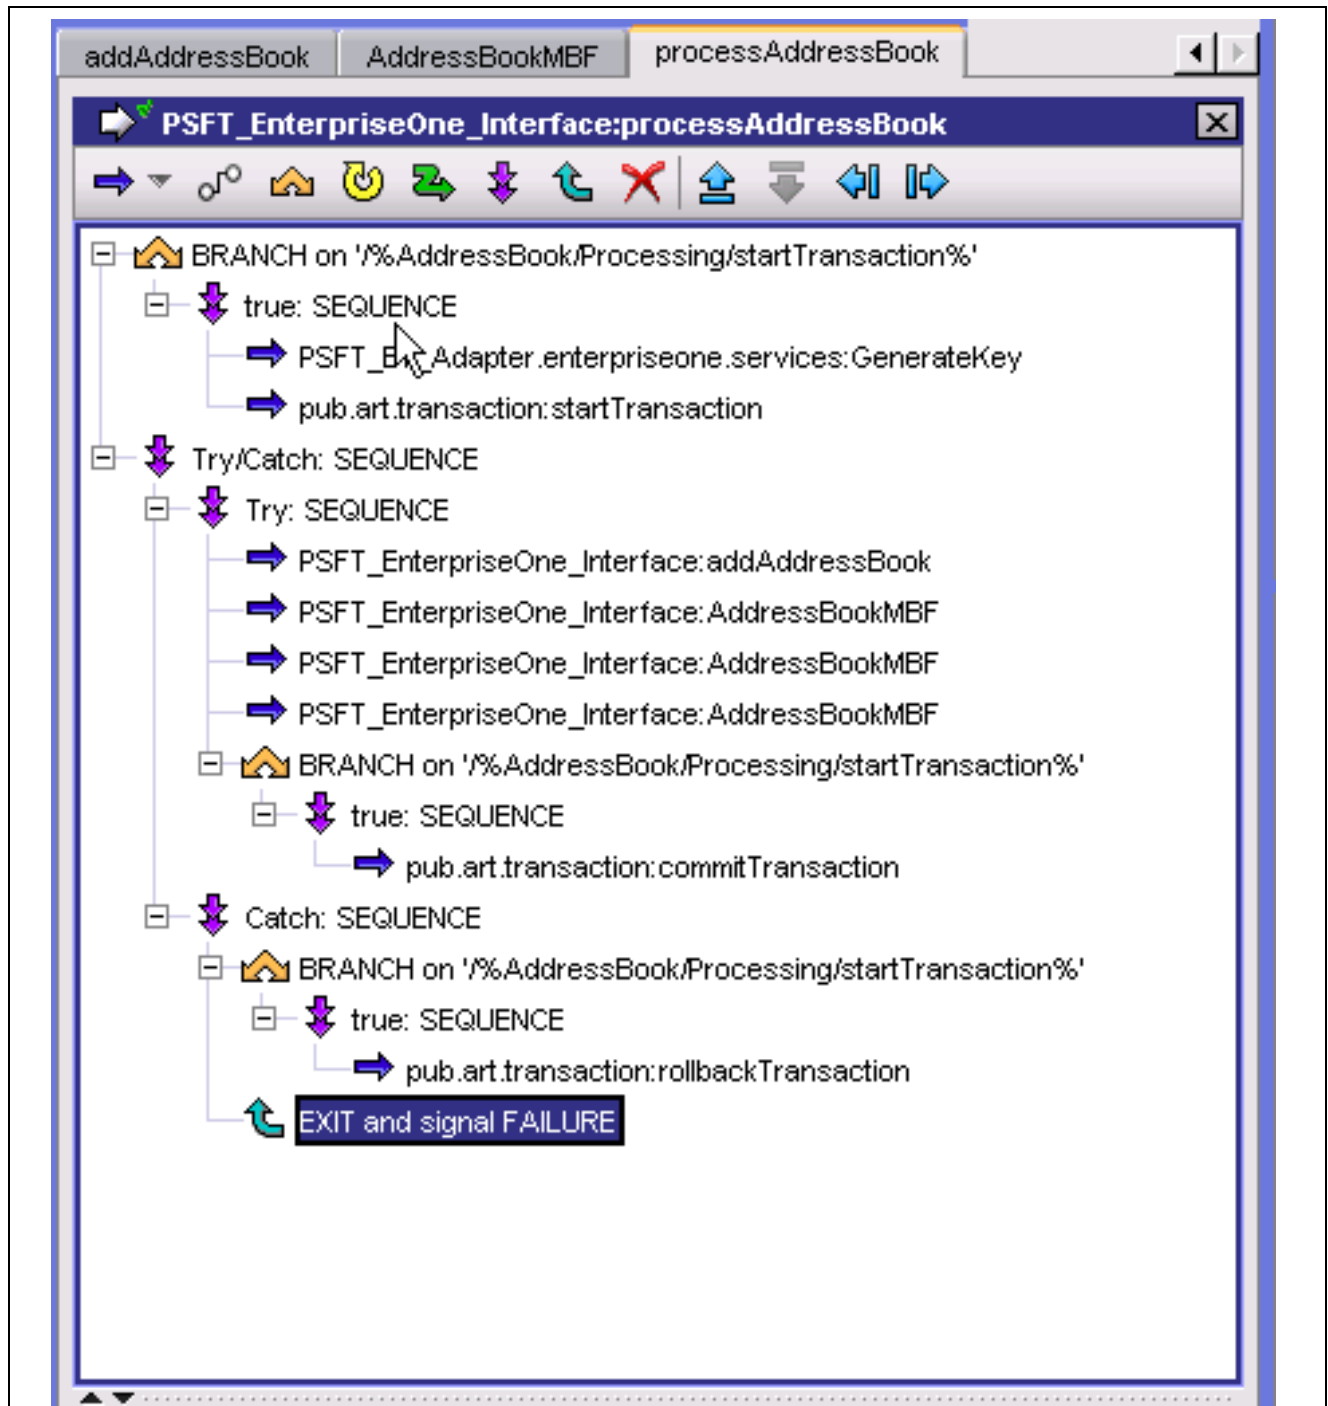 addAddressBook
AddressBookMBF
processAddressBook
PSFT_EnterpriseOne_Interface:processAddressBook
BRANCH on '/%AddressBook/Processing/startTransaction%'
true: SEQUENCE
PSFT_E Adapter.enterpriseone.services:GenerateKey
pub.art.transaction:startTransaction
Try/Catch: SEQUENCE
Try: SEQUENCE
PSFT_EnterpriseOne_Interface:addAddressBook
PSFT_EnterpriseOne_Interface:AddressBookMBF
PSFT_EnterpriseOne_Interface:AddressBookMBF
PSFT_EnterpriseOne_Interface:AddressBookMBF
BRANCH on '/%AddressBook/Processing/startTransaction%'
true: SEQUENCE
pub.art.transaction:commitTransaction
Catch: SEQUENCE
BRANCH on '/%AddressBook/Processing/startTransaction%'
true: SEQUENCE
pub.art.transaction:rollbackTransaction
EXIT and signal FAILURE